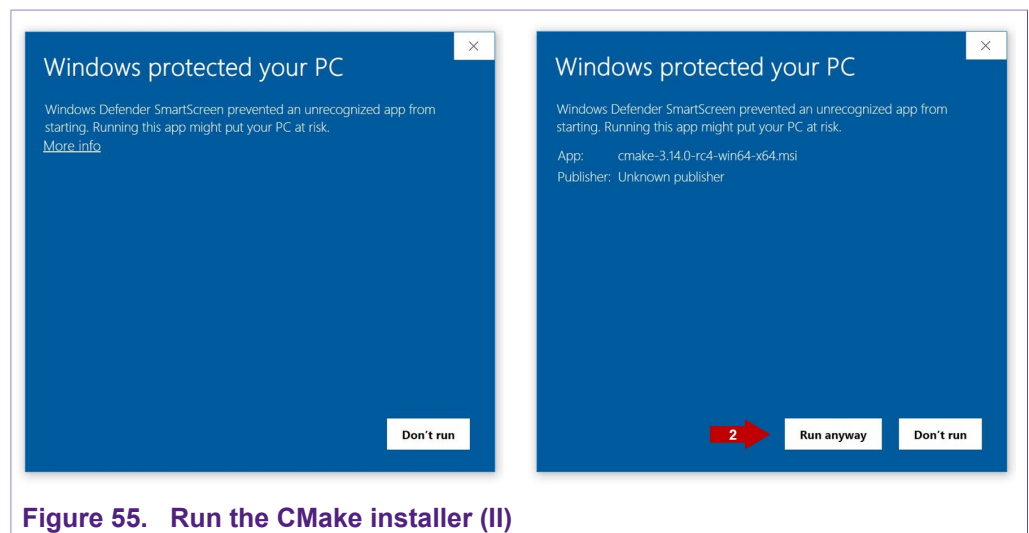 Windows protected your PC
Windows Defender SmartScreen prevented an unrecognized app from
starting. Running this app might put your PC at risk.
More info
Don't run
Windows protected your PC
Windows Defender SmartScreen prevented an unrecognized app from
starting. Running this app might put your PC at risk.
App: cmake-3.14.0-rc4-win64-x64.msi
Publisher: Unknown publisher
2 Run anyway Don't run
Figure 55. Run the CMake installer (II)